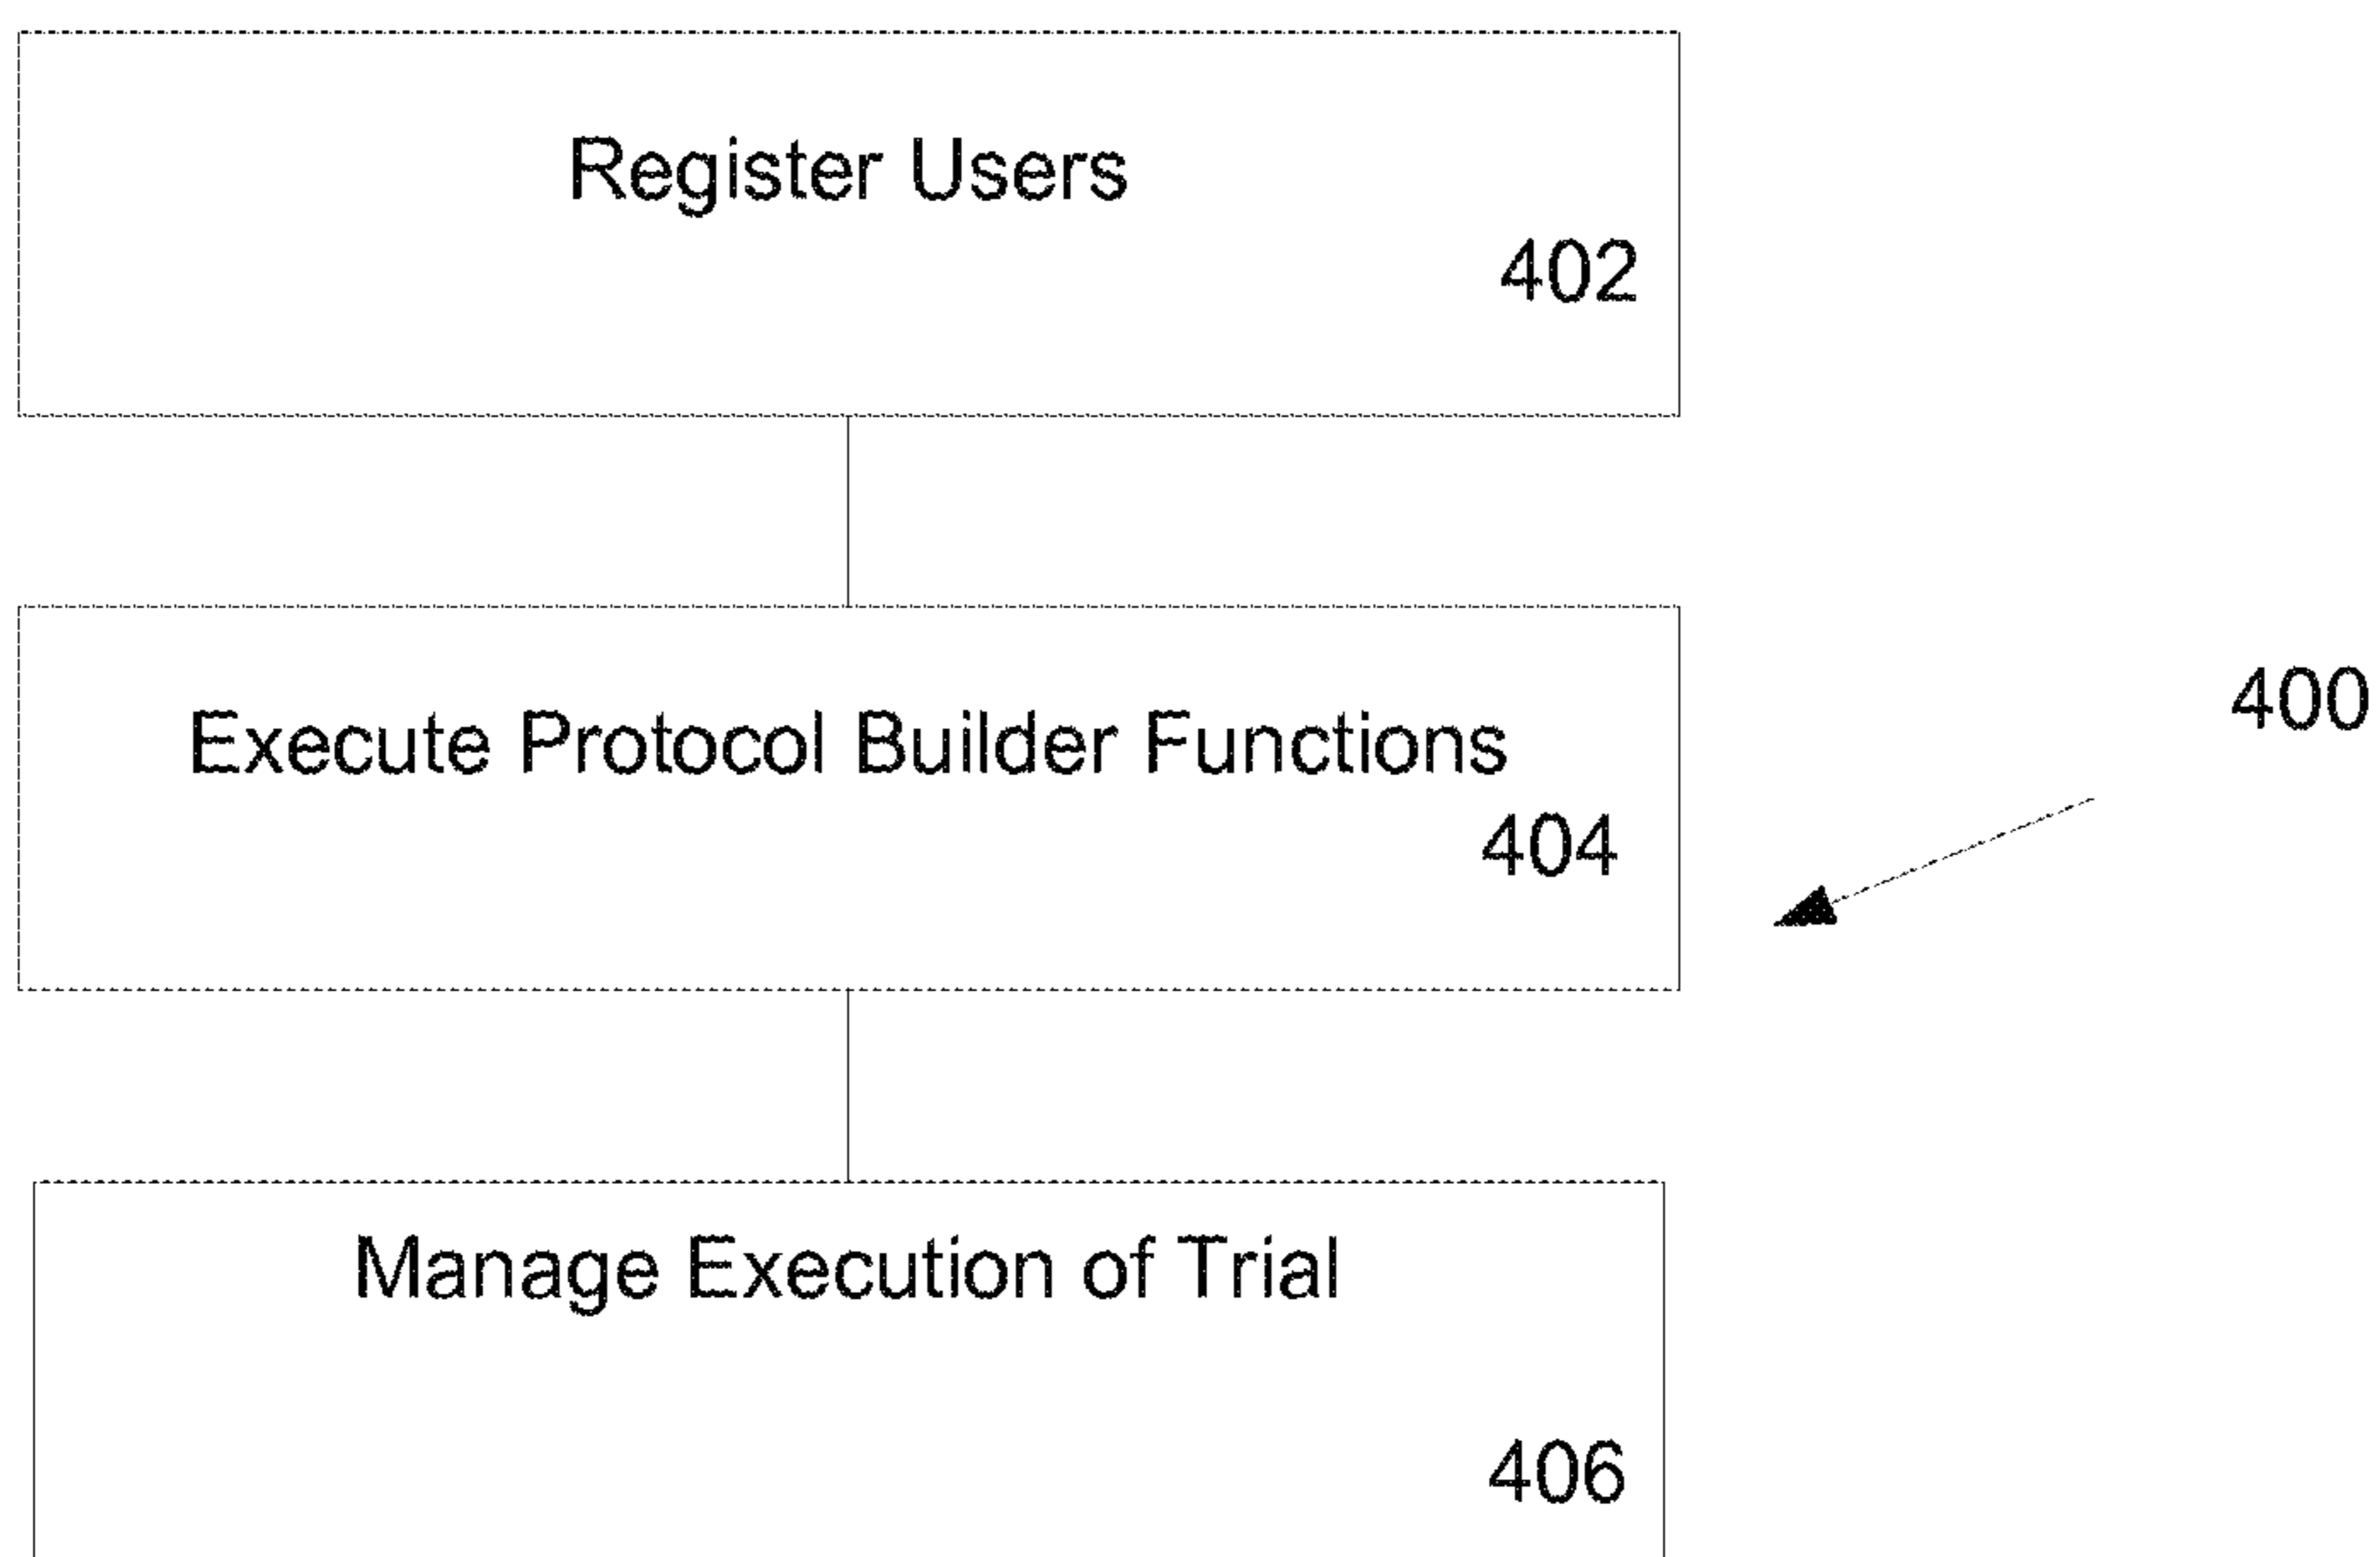 Register Users
402
Execute Protocol Builder Functions
404
400
Manage Execution of Trial
406